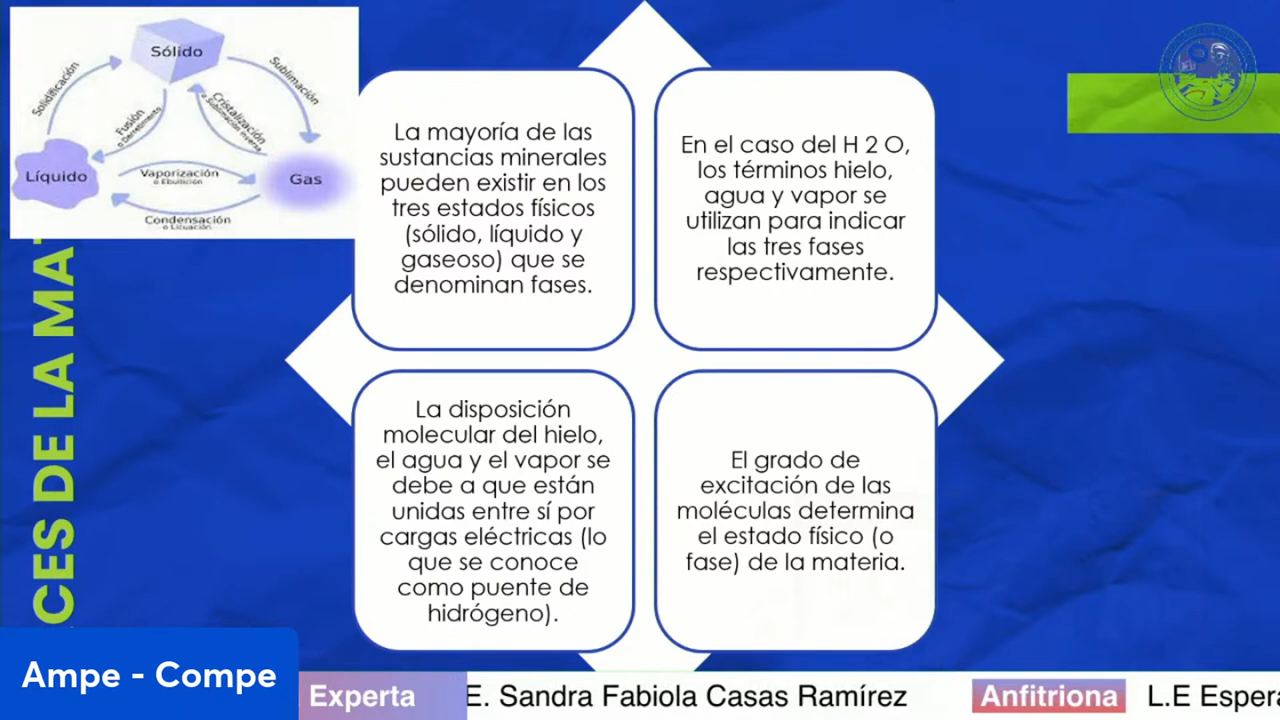 Sólido
Solidificación
Sublimación
Fusión
o Derretimiento
Cristalización
o Sublimación Inversa
Líquido
Vaporización
o Ebullición
Gas
Condensación
o Licuación
CES DE LA MA
La mayoría de las
sustancias minerales
pueden existir en los
tres estados físicos
(sólido, líquido y
gaseoso) que se
denominan fases.
En el caso del H 2 O,
los términos hielo,
agua y vapor se
utilizan para indicar
las tres fases
respectivamente.
La disposición
molecular del hielo,
el agua y el vapor se
debe a que están
unidas entre sí por
cargas eléctricas (lo
que se conoce
como puente de
hidrógeno).
El grado de
excitación de las
moléculas determina
el estado físico (o
fase) de la materia.
Ampe - Compe
Experta E. Sandra Fabiola Casas Ramírez Anfitriona L.E Esper